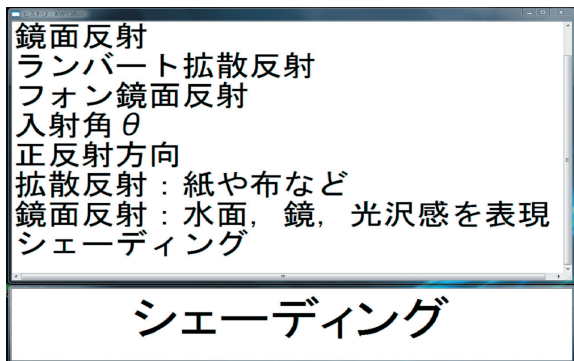 鏡面反射
ランバート拡散反射
フォン鏡面反射
入射角θ
正反射方向
拡散反射：紙や布など
鏡面反射：水面，鏡，光沢感を表現
シェーディング
シェーディング